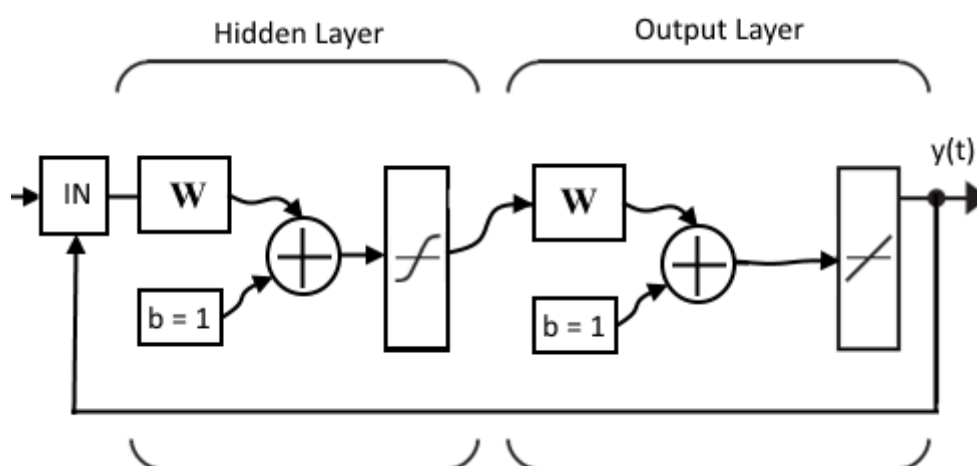 Hidden Layer
Output Layer
y(t)
IN
W
W
b = 1
b = 1